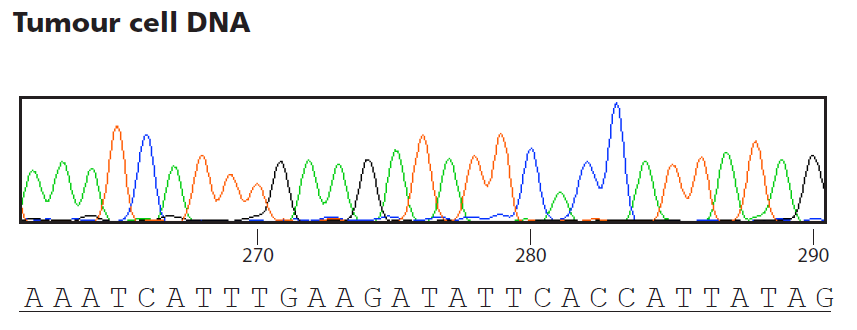 Tumour cell DNA
270 280 290
A A A T C A T T T G A A G A T A T T C A C C A T T A T A G